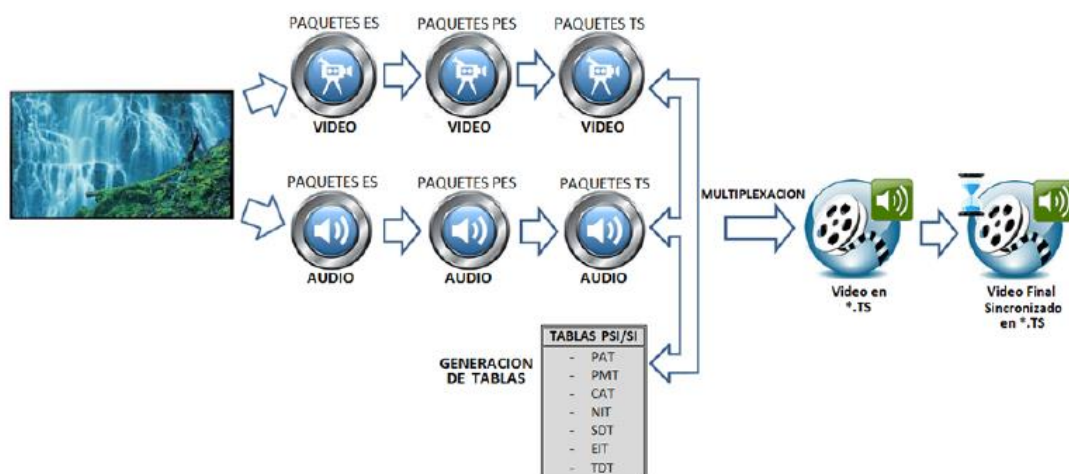 PAQUETES ES
PAQUETES PES
PAQUETES TS
VIDEO
VIDEO
VIDEO
PAQUETES ES
PAQUETES PES
PAQUETES TS
AUDIO
AUDIO
AUDIO
MULTIPLEXACION
Video en
*.TS
Video Final
Sincronizado
en *.TS
GENERACION
DE TABLAS
TABLAS PSI/SI
- PAT
- PMT
- CAT
- NIT
- SDT
- EIT
- TDT